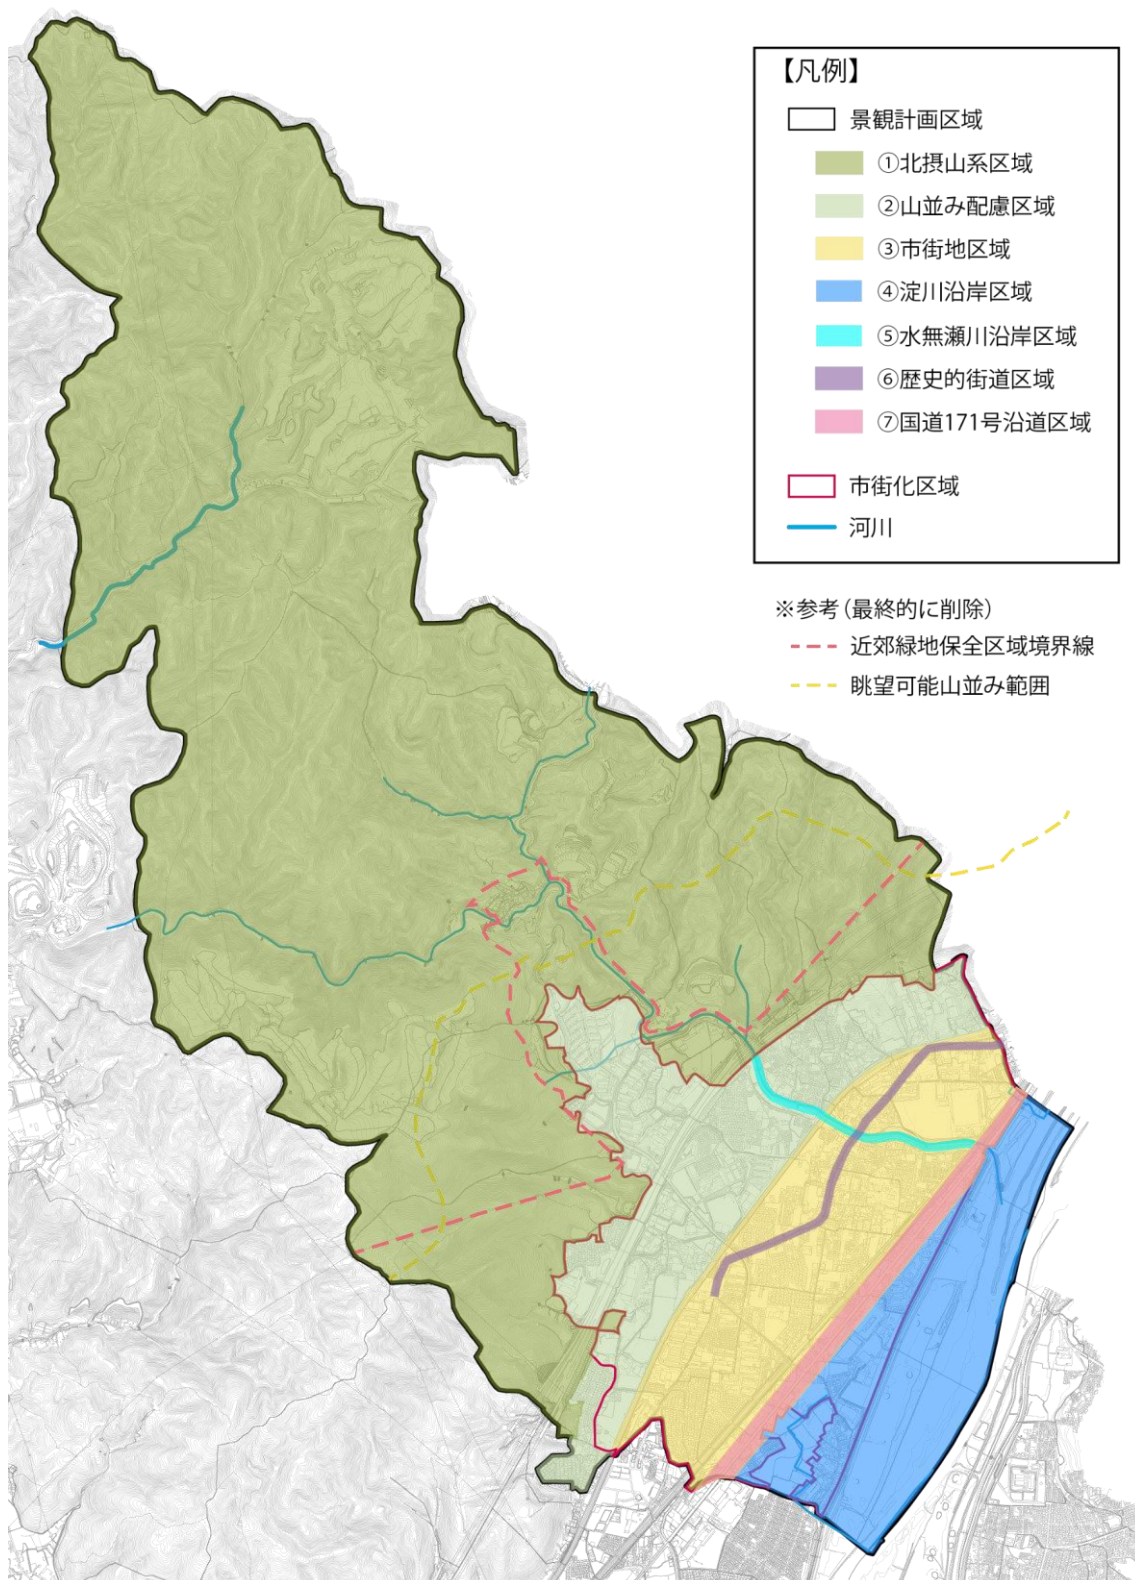 【凡例】
景観計画区域
①北摂山系区域
②山並み配慮区域
③市街地区域
④淀川沿岸区域
⑤水無瀬川沿岸区域
⑥歴史的街道区域
⑦国道171号沿道区域
市街化区域
河川
※参考(最終的に削除)
近郊緑地保全区域境界線
眺望可能山並み範囲